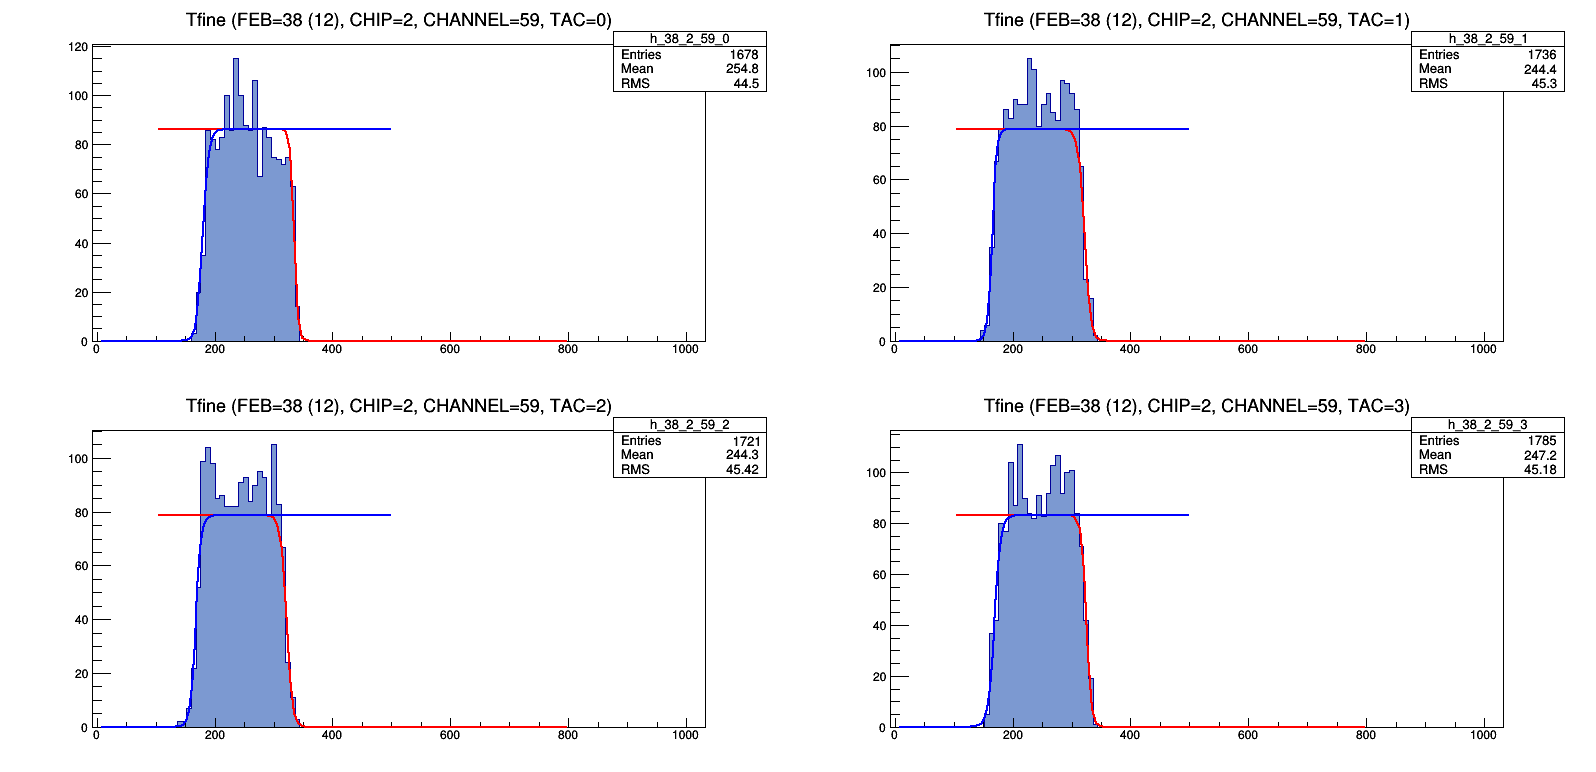 Tfine (FEB=38 (12), CHIP=2, CHANNEL=59, TAC=0)
h_38_2_59_0
Entries 1678
Mean 254.8
RMS 44.5
120
100
80
60
40
20
0
0 200 400 600 800 1000
Tfine (FEB=38 (12), CHIP=2, CHANNEL=59, TAC=1)
h_38_2_59_1
Entries 1736
Mean 244.4
RMS 45.3
100
80
60
40
20
0
0 200 400 600 800 1000
Tfine (FEB=38 (12), CHIP=2, CHANNEL=59, TAC=2)
h_38_2_59_2
Entries 1721
Mean 244.3
RMS 45.42
100
80
60
40
20
0
0 200 400 600 800 1000
Tfine (FEB=38 (12), CHIP=2, CHANNEL=59, TAC=3)
h_38_2_59_3
Entries 1785
Mean 247.2
RMS 45.18
100
80
60
40
20
0
0 200 400 600 800 1000